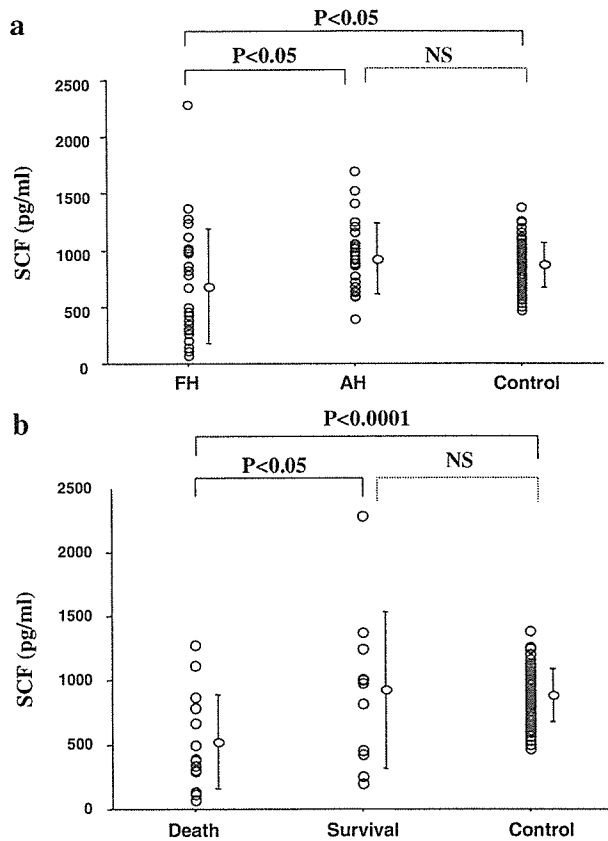 a
P<0.05
P<0.05
NS
2500
2000
1500
1000
500
0
SCF (pg/ml)
FH
AH
Control
b
P<0.0001
P<0.05
NS
2500
2000
1500
1000
500
0
SCF (pg/ml)
Death
Survival
Control